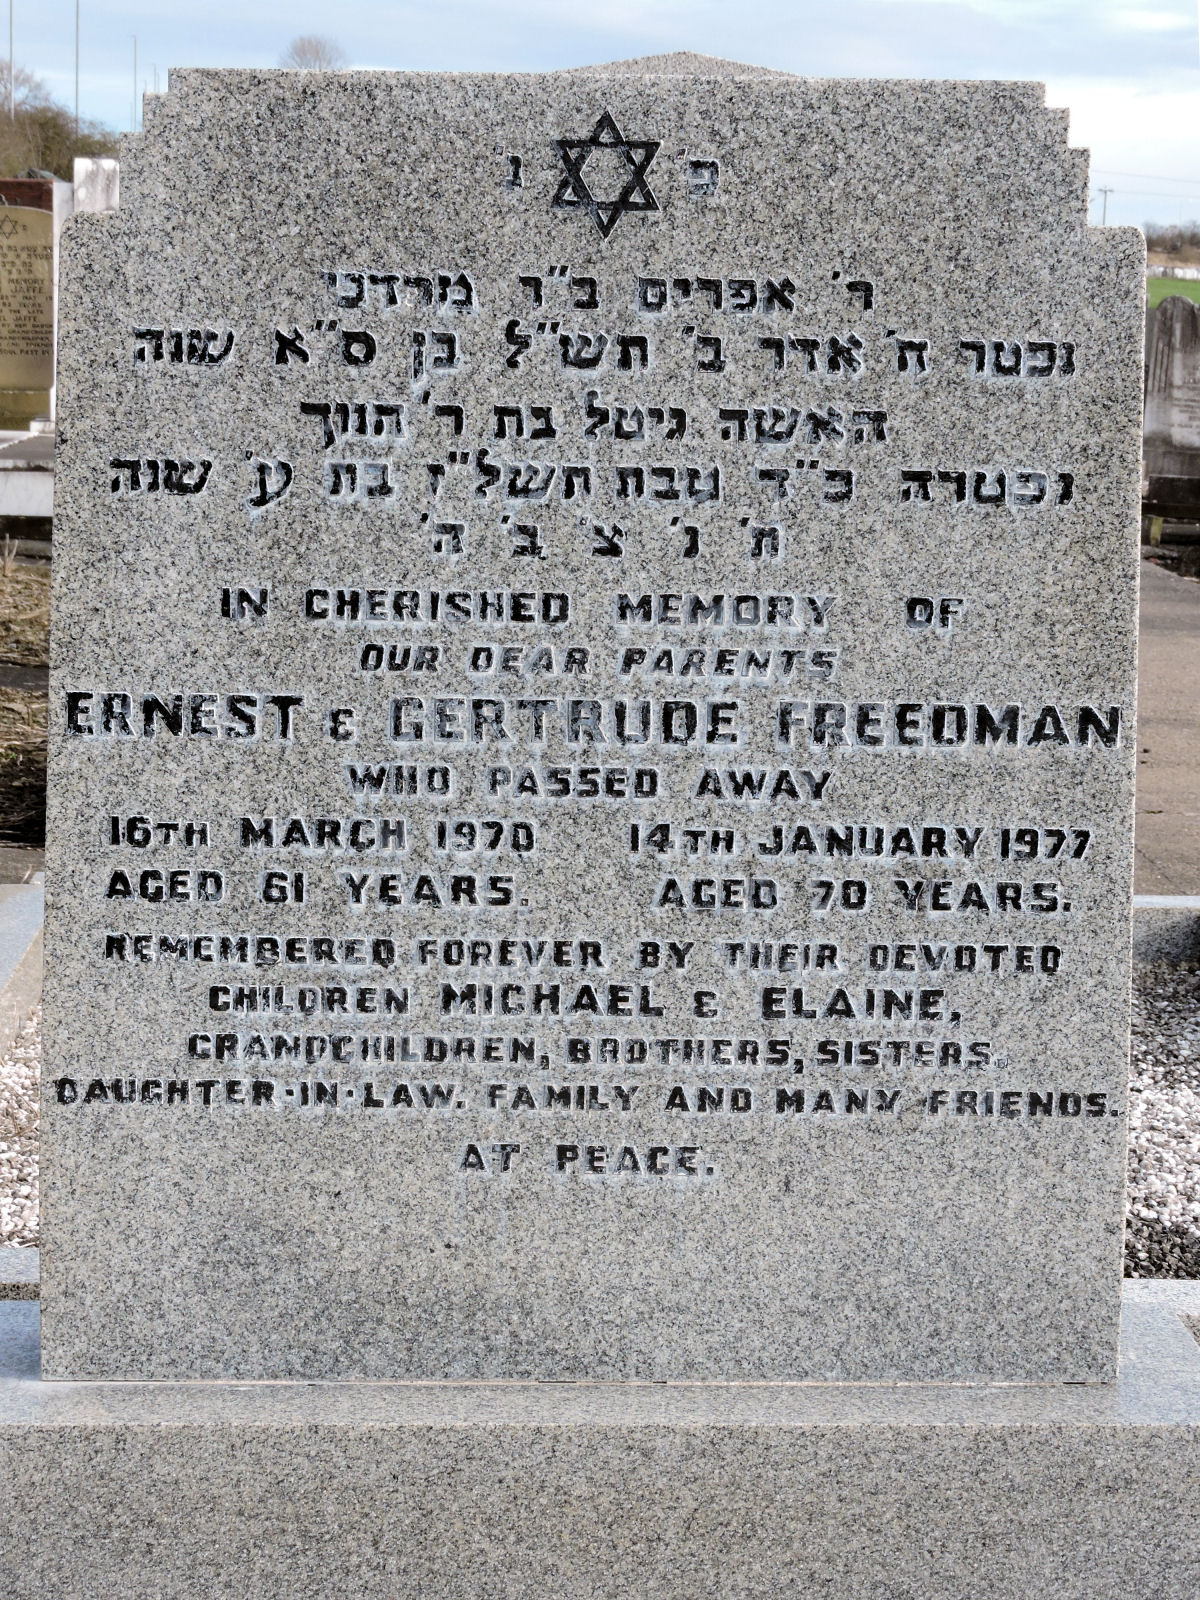 פ' נ'
ר' אפרים ב"ר מרדכי
נפטר ח' אדר ב' תש"ל בן ס"א שנה
האשה גיטל בת ר' חנוך
נפטרה כ"ד טבת תשל"ז בת ע' שנה
ת' נ' צ' ב' ה'
IN CHERISHED MEMORY OF
OUR DEAR PARENTS
ERNEST & GERTRUDE FREEDMAN
WHO PASSED AWAY
16TH MARCH 1970 14TH JANUARY 1977
AGED 61 YEARS. AGED 70 YEARS.
REMEMBERED FOREVER BY THEIR DEVOTED
CHILDREN MICHAEL & ELAINE,
GRANDCHILDREN, BROTHERS, SISTERS.
DAUGHTER-IN-LAW. FAMILY AND MANY FRIENDS.
AT PEACE.